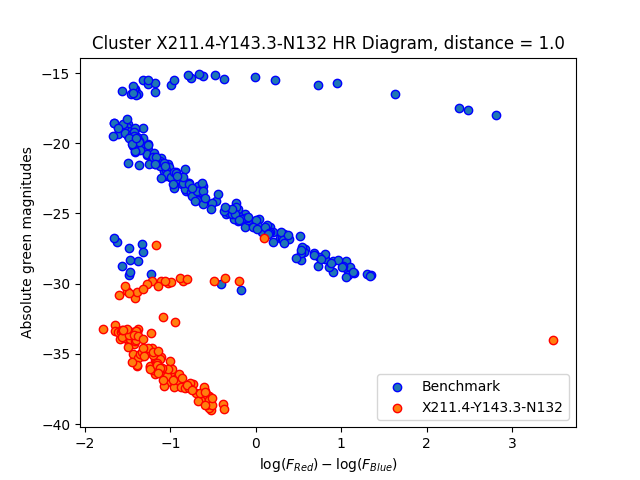 Cluster X211.4-Y143.3-N132 HR Diagram, distance = 1.0
Absolute green magnitudes
−15
−20
−25
−30
−35
−40
−2
−1
0
1
2
3
log(F_Red) − log(F_Blue)
Benchmark
X211.4-Y143.3-N132